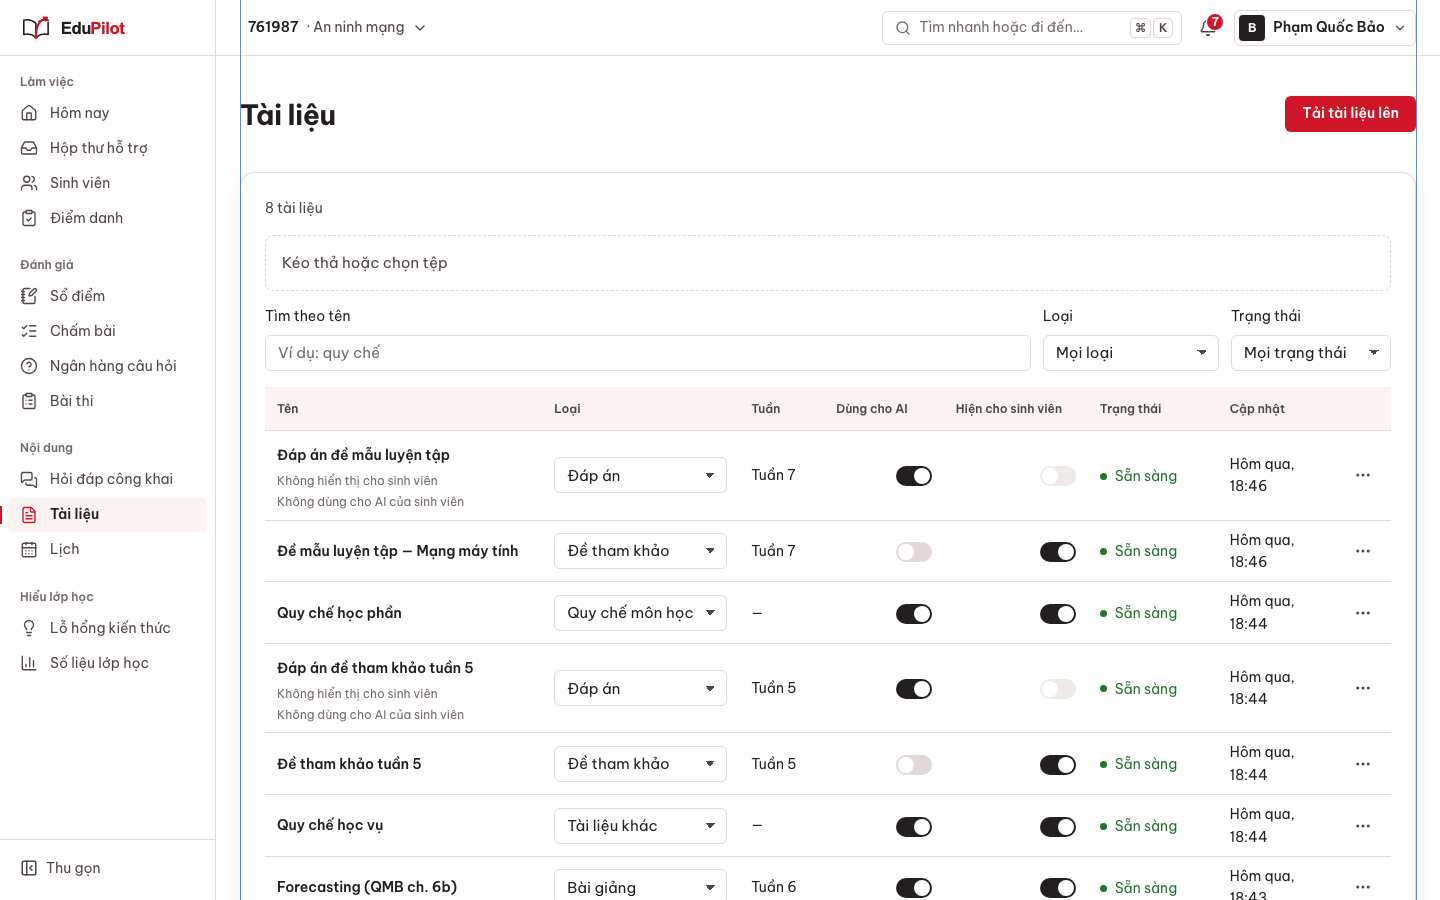 EduPilot
761987 · An ninh mạng
Tìm nhanh hoặc đi đến...
⌘ K
7
B Phạm Quốc Bảo
Làm việc
Hôm nay
Hộp thư hỗ trợ
Sinh viên
Điểm danh
Đánh giá
Sổ điểm
Chấm bài
Ngân hàng câu hỏi
Bài thi
Nội dung
Hỏi đáp công khai
Tài liệu
Lịch
Hiểu lớp học
Lỗ hổng kiến thức
Số liệu lớp học
Thu gọn
Tài liệu
Tải tài liệu lên
8 tài liệu
Kéo thả hoặc chọn tệp
Tìm theo tên Loại Trạng thái
Ví dụ: quy chế Mọi loại Mọi trạng thái
Tên Loại Tuần Dùng cho AI Hiện cho sinh viên Trạng thái Cập nhật
Đáp án đề mẫu luyện tập
Không hiển thị cho sinh viên
Không dùng cho AI của sinh viên
Đáp án Tuần 7 Sẵn sàng Hôm qua,
18:46
Đề mẫu luyện tập — Mạng máy tính Đề tham khảo Tuần 7 Sẵn sàng Hôm qua,
18:46
Quy chế học phần Quy chế môn học — Sẵn sàng Hôm qua,
18:44
Đáp án đề tham khảo tuần 5
Không hiển thị cho sinh viên
Không dùng cho AI của sinh viên
Đáp án Tuần 5 Sẵn sàng Hôm qua,
18:44
Đề tham khảo tuần 5 Đề tham khảo Tuần 5 Sẵn sàng Hôm qua,
18:44
Quy chế học vụ Tài liệu khác — Sẵn sàng Hôm qua,
18:44
Forecasting (QMB ch. 6b) Bài giảng Tuần 6 Sẵn sàng Hôm qua,
18:43